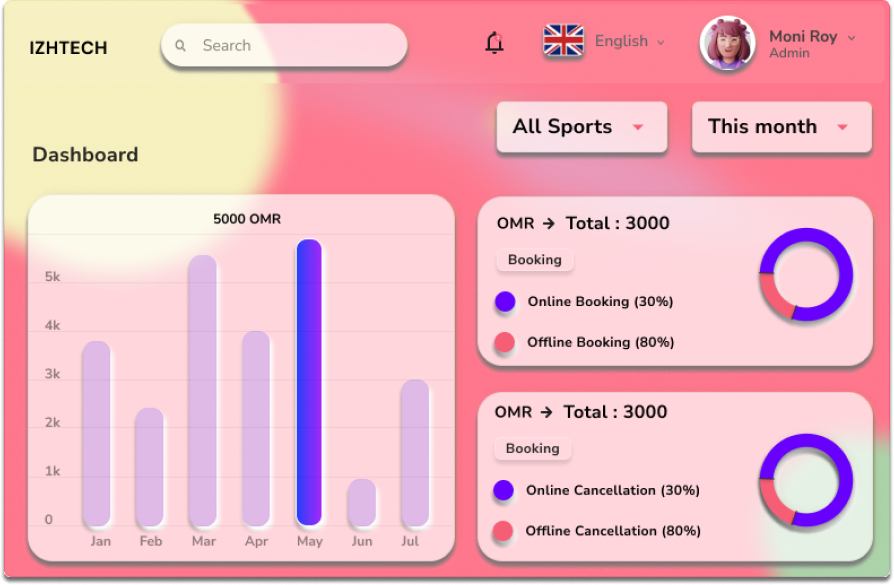 IZHTECH
Search
English
Moni Roy
Admin
All Sports
This month
Dashboard
5000 OMR
5k
4k
3k
2k
1k
0
Jan Feb Mar Apr May Jun Jul
OMR → Total : 3000
Booking
Online Booking (30%)
Offline Booking (80%)
OMR → Total : 3000
Booking
Online Cancellation (30%)
Offline Cancellation (80%)